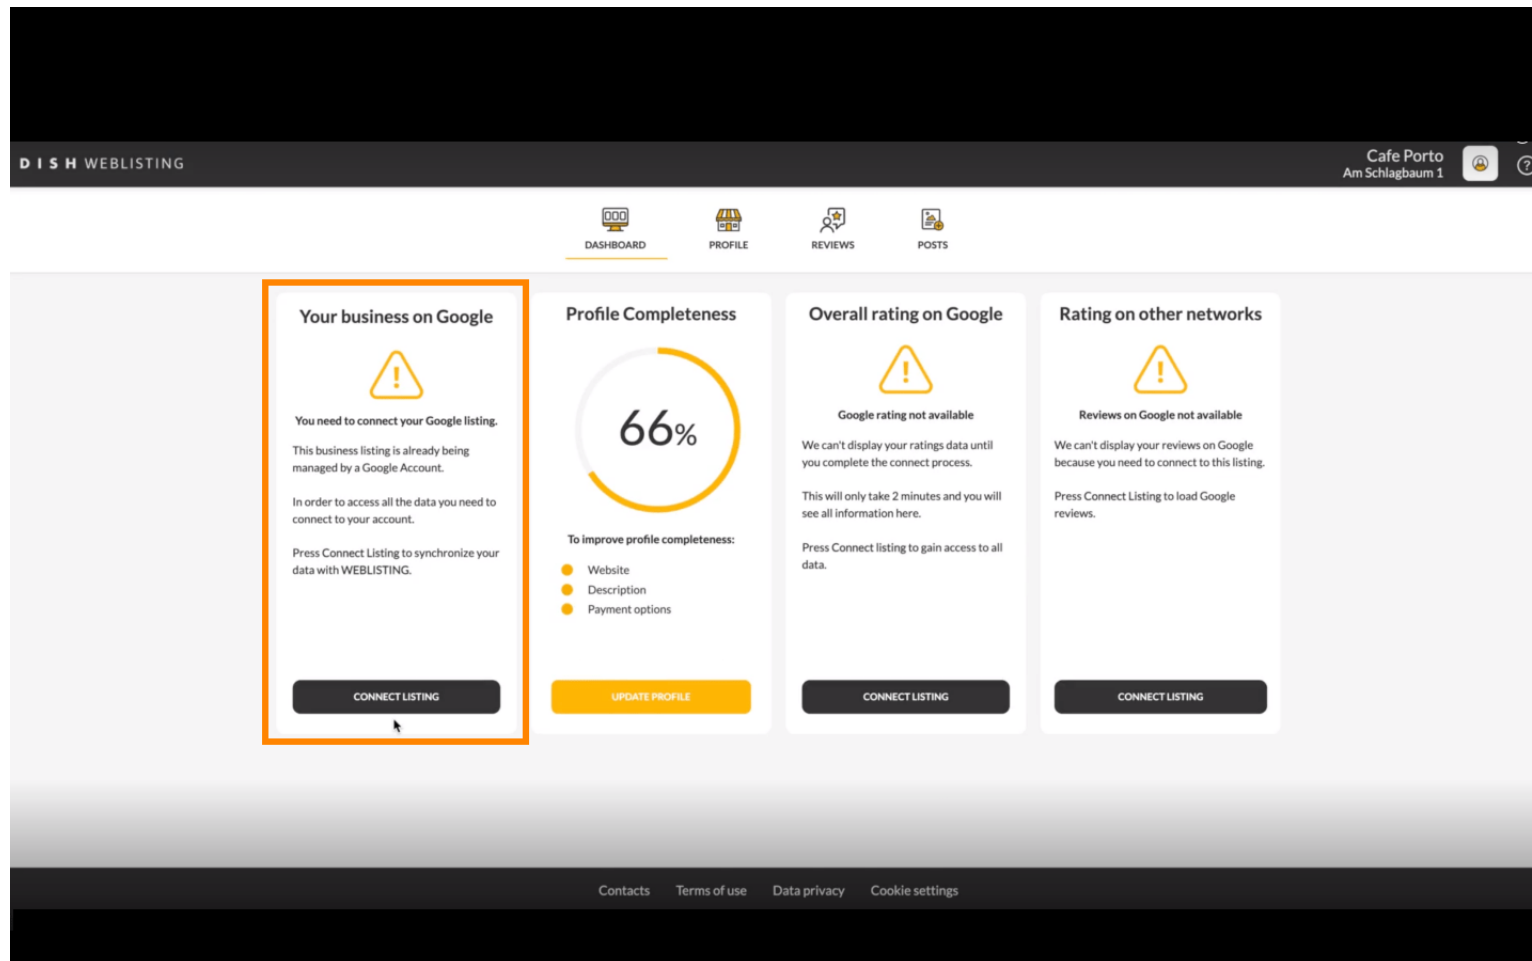 DISH WEBLISTING
Cafe Porto
Am Schlagbaum 1
DASHBOARD
PROFILE
REVIEWS
POSTS
Your business on Google
You need to connect your Google listing.
This business listing is already being
managed by a Google Account.
In order to access all the data you need to
connect to your account.
Press Connect Listing to synchronize your
data with WEBLISTING.
CONNECT LISTING
Profile Completeness
66%
To improve profile completeness:
Website
Description
Payment options
UPDATE PROFILE
Overall rating on Google
Google rating not available
We can't display your ratings data until
you complete the connect process.
This will only take 2 minutes and you will
see all information here.
Press Connect listing to gain access to all
data.
CONNECT LISTING
Rating on other networks
Reviews on Google not available
We can't display your reviews on Google
because you need to connect to this listing.
Press Connect Listing to load Google
reviews.
CONNECT LISTING
Contacts
Terms of use
Data privacy
Cookie settings